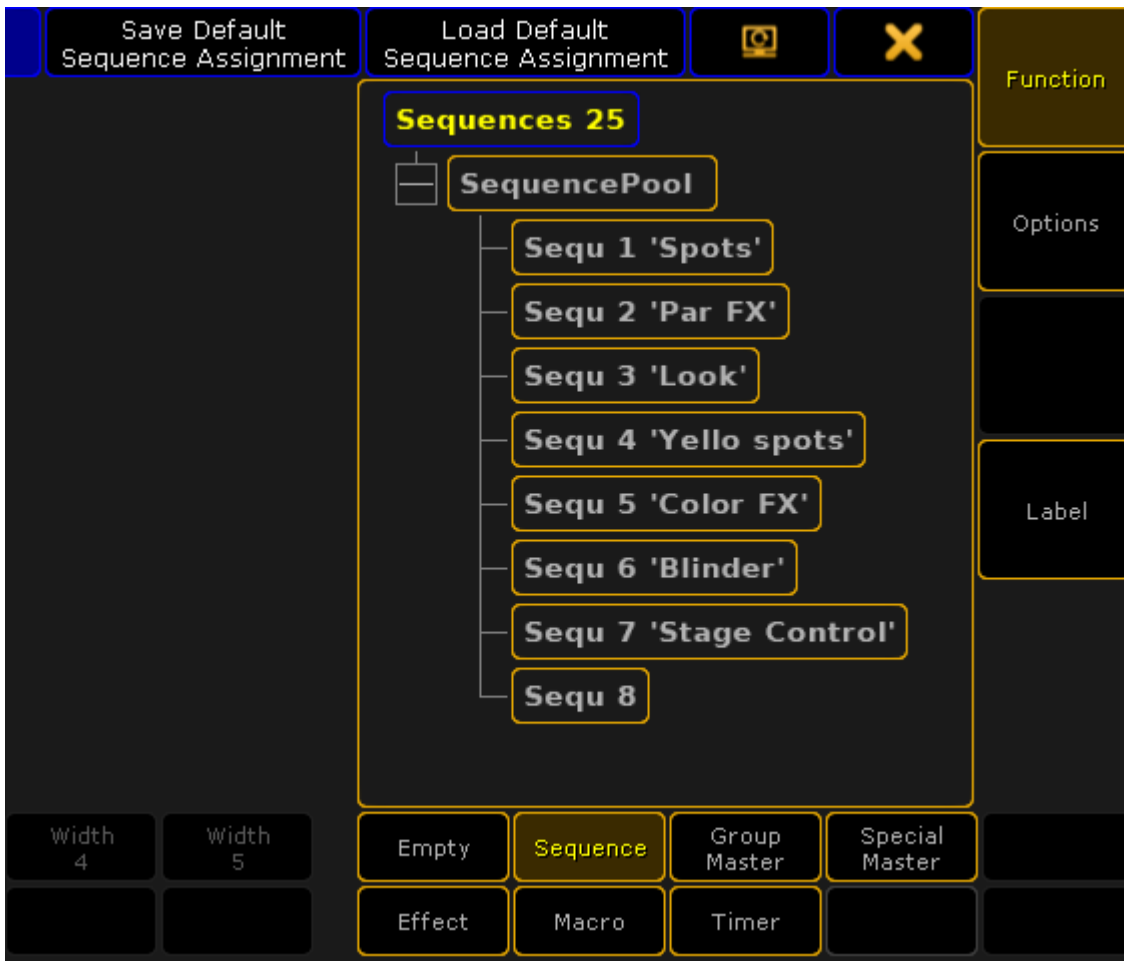 Save Default
Sequence Assignment
Load Default
Sequence Assignment
Function
Sequences 25
SequencePool
Options
Sequ 1 'Spots'
Sequ 2 'Par FX'
Sequ 3 'Look'
Sequ 4 'Yello spots'
Sequ 5 'Color FX'
Label
Sequ 6 'Blinder'
Sequ 7 'Stage Control'
Sequ 8
Width
4
Width
5
Empty
Sequence
Group
Master
Special
Master
Effect
Macro
Timer